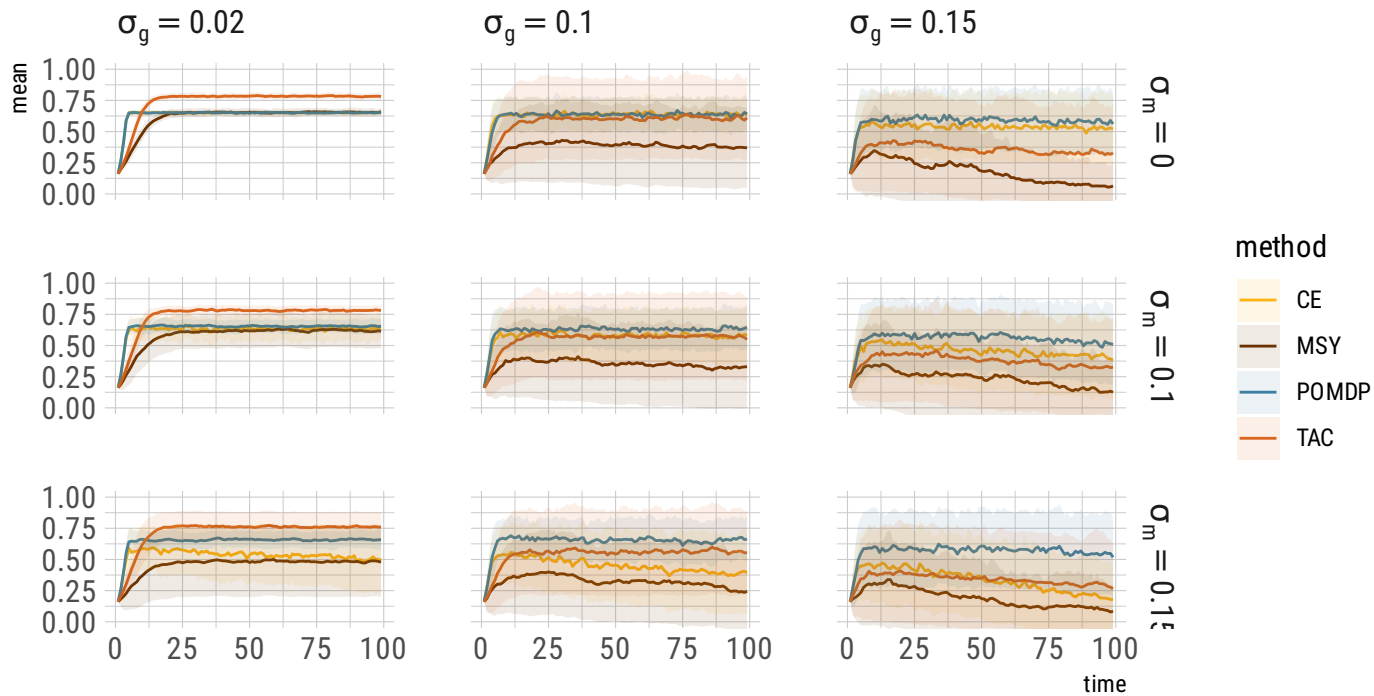 σg = 0.02
σg = 0.1
σg = 0.15
mean
1.00
0.75
0.50
0.25
0.00
σm = 0
1.00
0.75
0.50
0.25
0.00
σm = 0.1
1.00
0.75
0.50
0.25
0.00
σm = 0.15
0 25 50 75 100
0 25 50 75 100
0 25 50 75 100
time
method
CE
MSY
POMDP
TAC